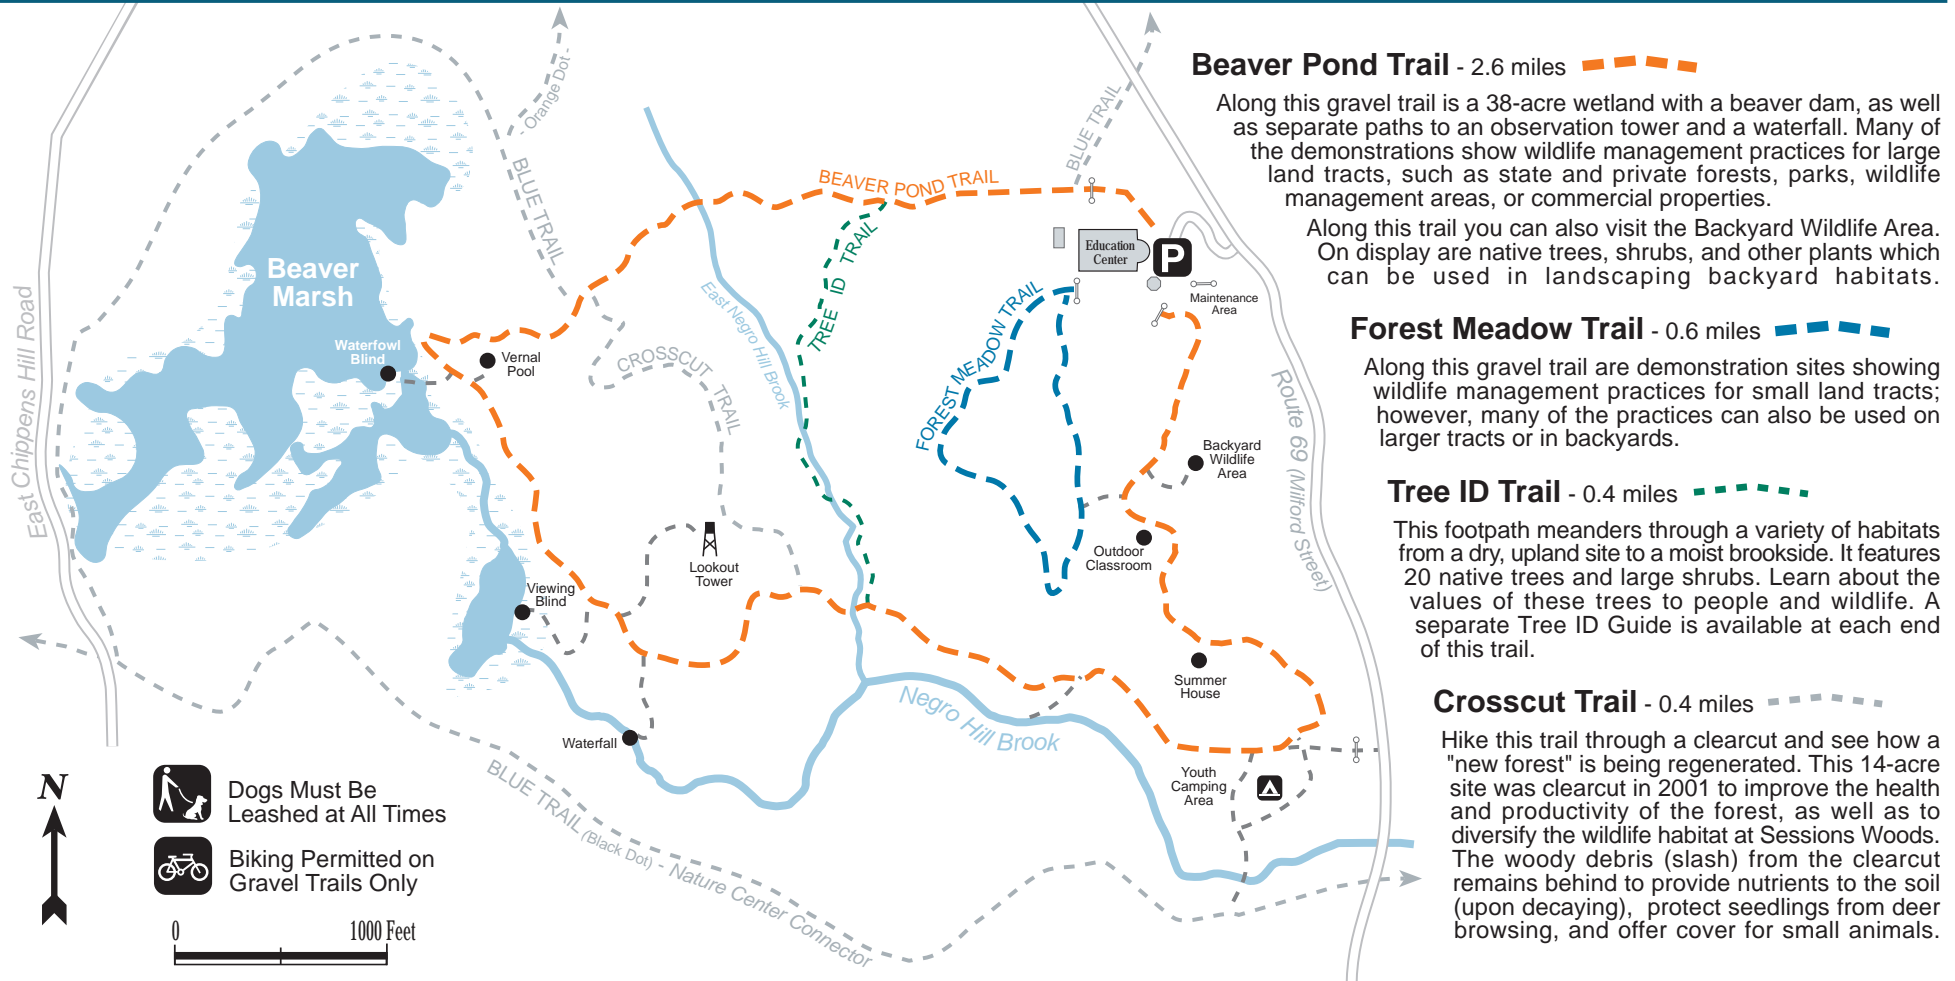 Beaver Pond Trail - 2.6 miles
Along this gravel trail is a 38-acre wetland with a beaver dam, as well
as separate paths to an observation tower and a waterfall. Many of
the demonstrations show wildlife management practices for large
land tracts, such as state and private forests, parks, wildlife
management areas, or commercial properties.
Along this trail you can also visit the Backyard Wildlife Area.
On display are native trees, shrubs, and other plants which
can be used in landscaping backyard habitats.
Forest Meadow Trail - 0.6 miles
Along this gravel trail are demonstration sites showing
wildlife management practices for small land tracts;
however, many of the practices can also be used on
larger tracts or in backyards.
Tree ID Trail - 0.4 miles
This footpath meanders through a variety of habitats
from a dry, upland site to a moist brookside. It features
20 native trees and large shrubs. Learn about the
values of these trees to people and wildlife. A
separate Tree ID Guide is available at each end
of this trail.
Crosscut Trail - 0.4 miles
Hike this trail through a clearcut and see how a
"new forest" is being regenerated. This 14-acre
site was clearcut in 2001 to improve the health
and productivity of the forest, as well as to
diversify the wildlife habitat at Sessions Woods.
The woody debris (slash) from the clearcut
remains behind to provide nutrients to the soil
(upon decaying), protect seedlings from deer
browsing, and offer cover for small animals.
- Orange Dot -
BLUE TRAIL
BLUE TRAIL
BEAVER POND TRAIL
Education
Center
P
Maintenance
Area
Beaver
Marsh
East Chippens Hill Road
Waterfowl
Blind
Vernal
Pool
CROSSCUT TRAIL
East Negro Hill Brook
TREE ID TRAIL
FOREST MEADOW TRAIL
Route 69 (Milford Street)
Backyard
Wildlife
Area
Outdoor
Classroom
Lookout
Tower
Viewing
Blind
Summer
House
Negro Hill Brook
Waterfall
Youth
Camping
Area
BLUE TRAIL (Black Dot) - Nature Center Connector
N
Dogs Must Be
Leashed at All Times
Biking Permitted on
Gravel Trails Only
0 1000 Feet